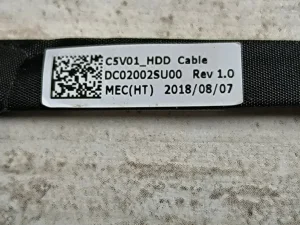 C5V01_HDD Cable
DC02002SU00 Rev 1.0
MEC(HT) 2018/08/07